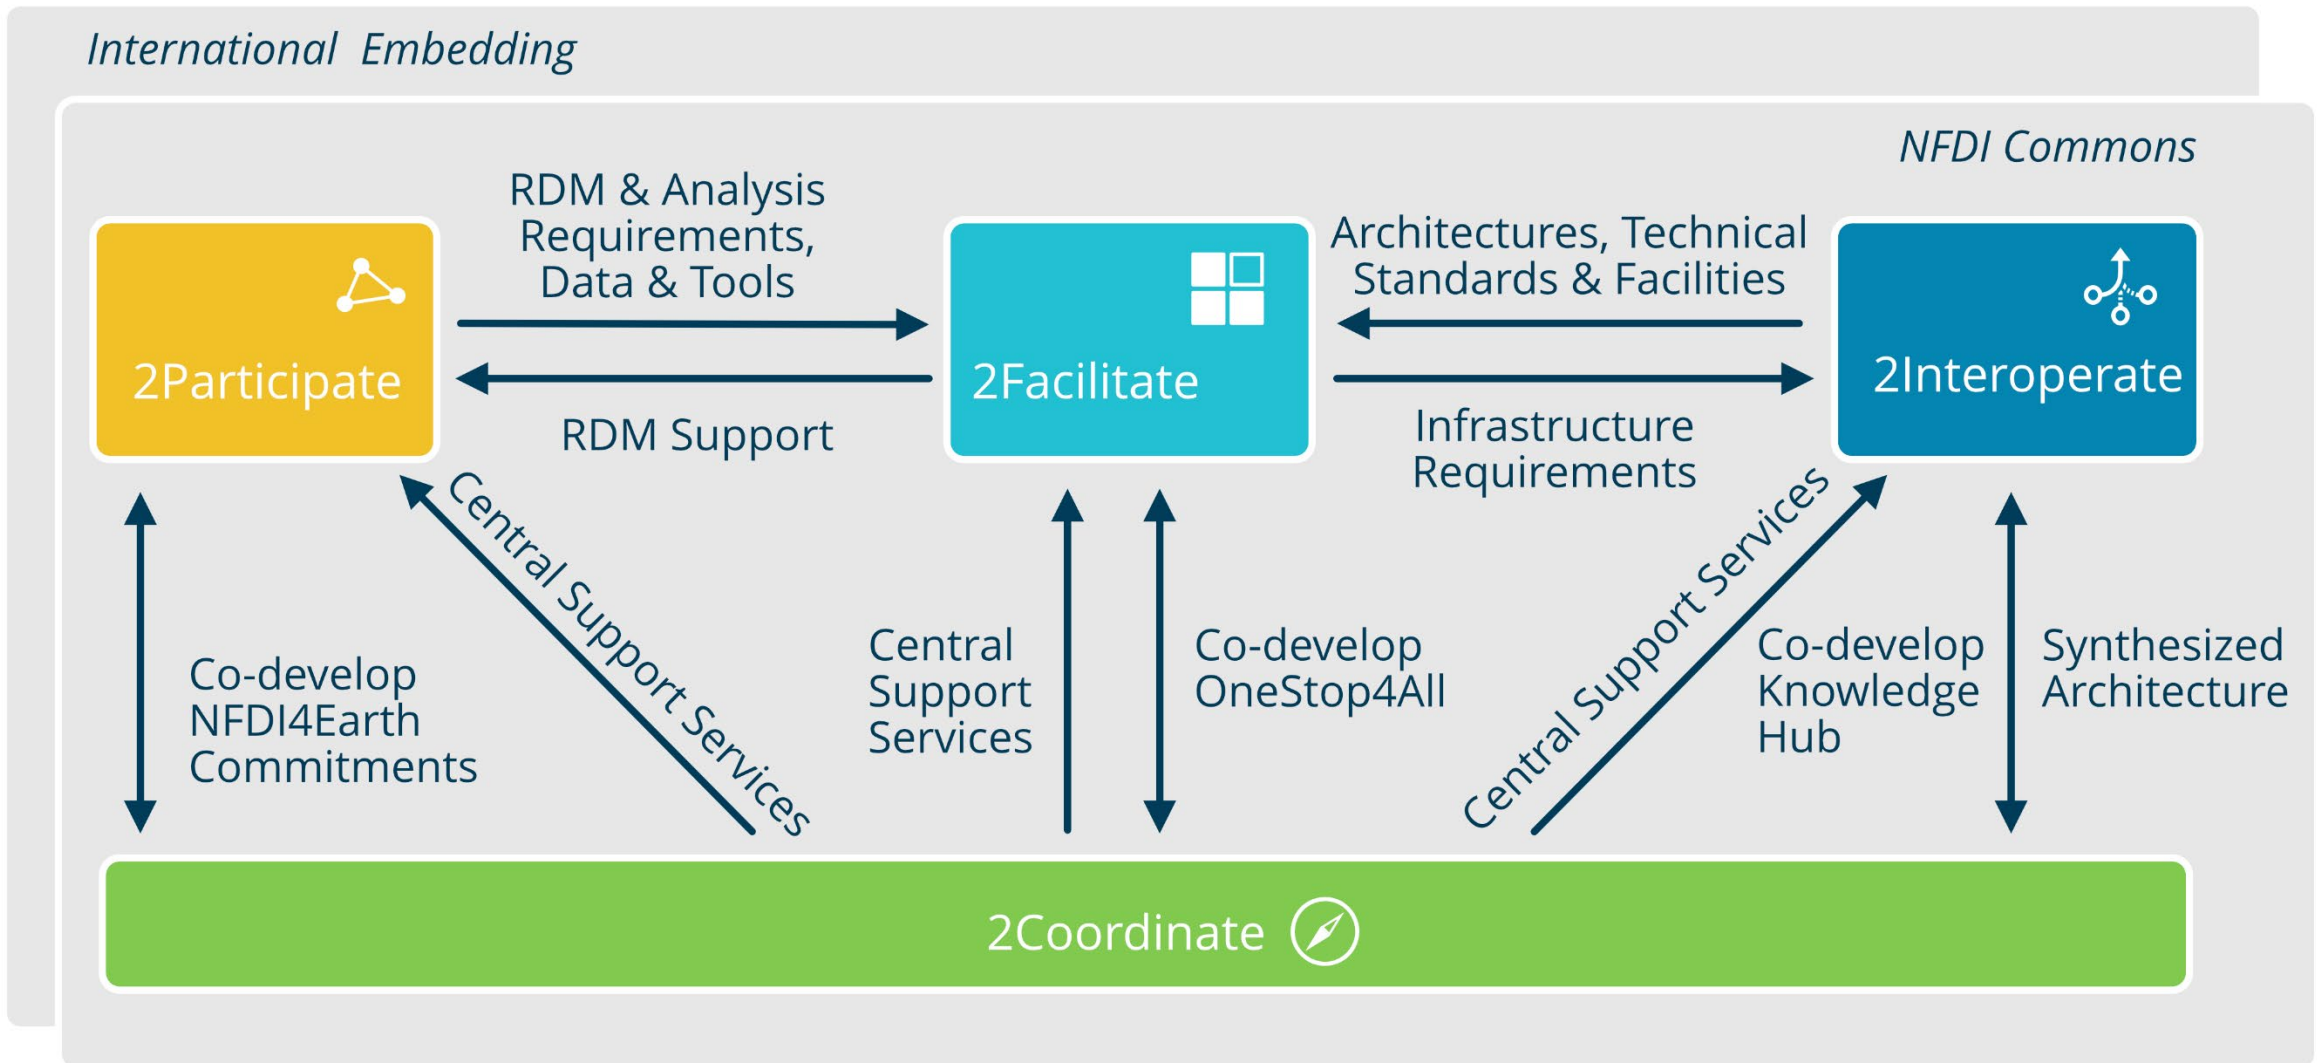 International Embedding
NFDI Commons
RDM & Analysis
Requirements,
Data & Tools
Architectures, Technical
Standards & Facilities
2Participate
2Facilitate
2Interoperate
RDM Support
Infrastructure
Requirements
Central Support Services
Central Support Services
Co-develop
NFDI4Earth
Commitments
Central
Support
Services
Co-develop
OneStop4All
Co-develop
Knowledge
Hub
Synthesized
Architecture
2Coordinate